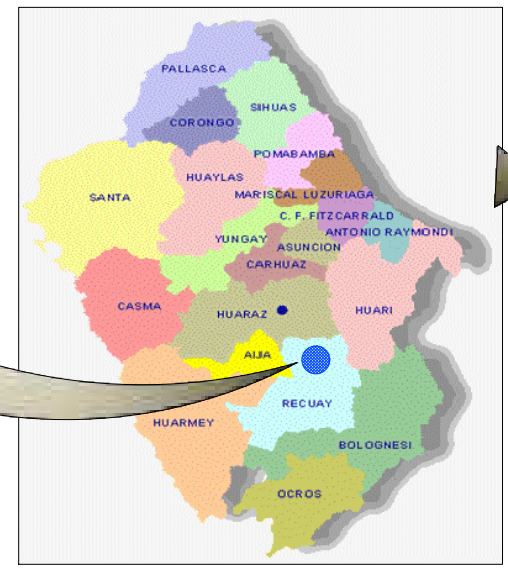 PALLASCA
SIHUAS
CORONGO
POMABAMBA
HUAYLAS
SANTA
MARISCAL LUZURIAGA
C. F. FITZCARRALD
ANTONIO RAYMONDI
YUNGAY
ASUNCION
CARHUAZ
CASMA
HUARAZ
HUARI
AIJA
RECUAY
HUARMEY
BOLOGNESI
OCROS